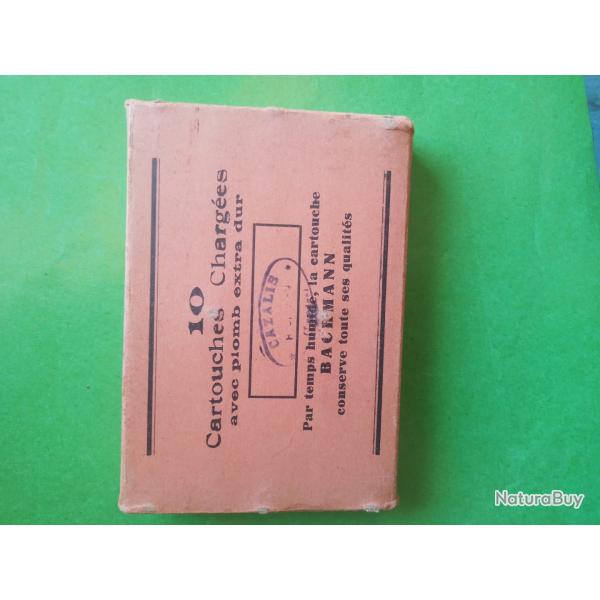 10
Cartouches Chargées
avec plomb extra dur
CAZALIS
Par temps humide, la cartouche
BACHMANN
conserve toute ses qualités
NaturaBuy